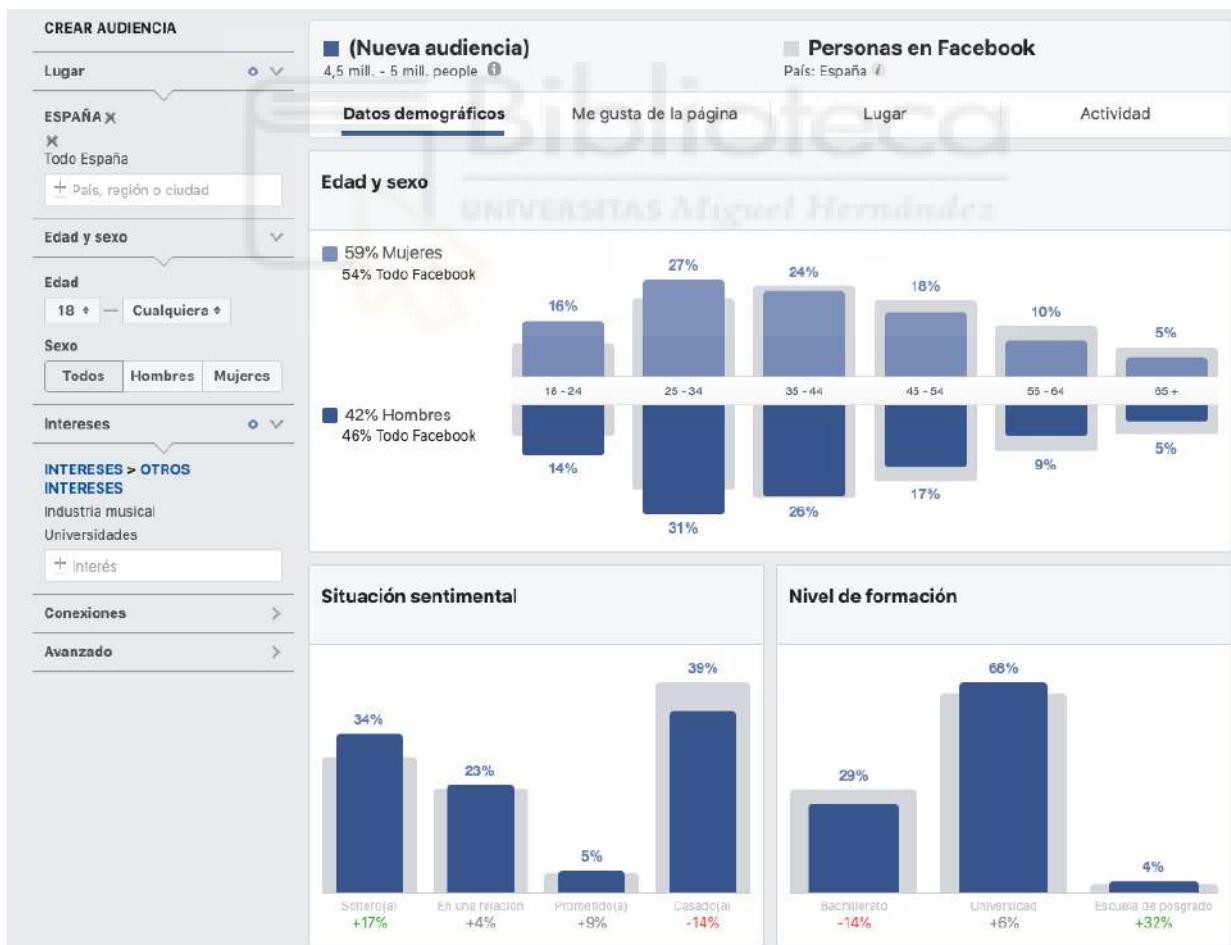 CREAR AUDIENCIA
Lugar
ESPAÑA
Todo España
País, región o ciudad
Edad y sexo
Edad
18 — Cualquiera
Sexo
Todos Hombres Mujeres
Intereses
INTERESES > OTROS
INTERESES
Industria musical
Universidades
Interés
Conexiones
Avanzado
(Nueva audiencia)
4,5 mill. - 5 mill. people
Personas en Facebook
País: España
Datos demográficos Me gusta de la página Lugar Actividad
Biblioteca
UNIVERSITAS Miguel Hernández
Edad y sexo
59% Mujeres
54% Todo Facebook
16% 27% 24% 18% 10% 5%
18 - 24 25 - 34 35 - 44 45 - 54 55 - 64 65 +
42% Hombres
46% Todo Facebook
14% 31% 26% 17% 9% 5%
Situación sentimental
34% 23% 5% 39%
Soltero(a) En una relación Prometido(a) Casado(a)
+17% +4% +9% -14%
Nivel de formación
29% 68% 4%
Bachillerato Universidad Escuela de posgrado
-14% +6% +32%